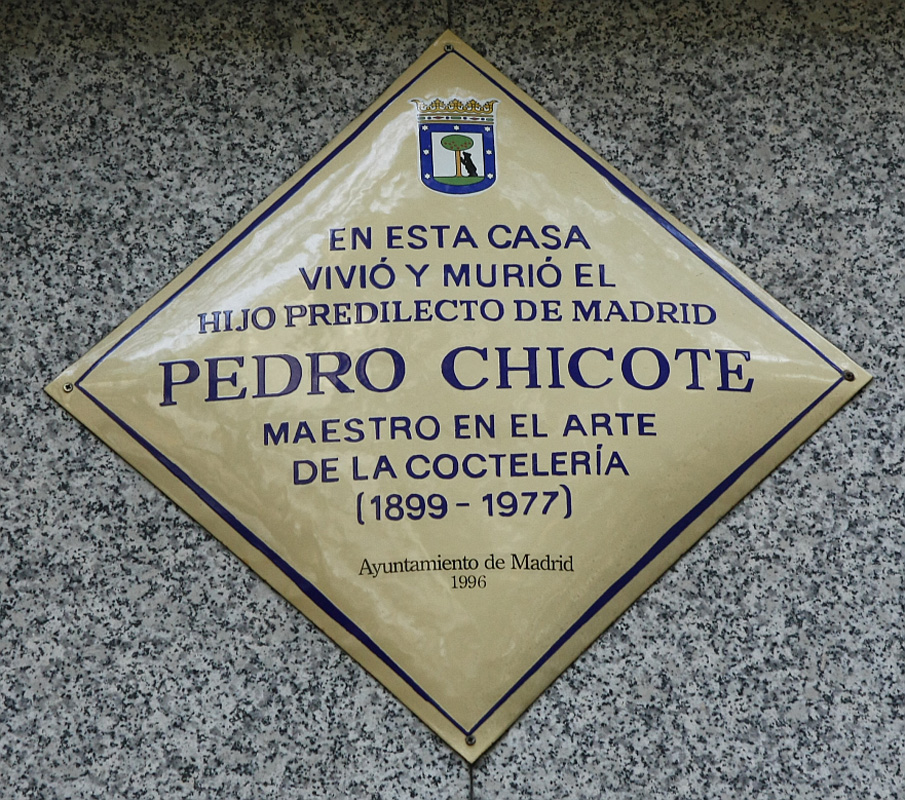 EN ESTA CASA
VIVIÓ Y MURIÓ EL
HIJO PREDILECTO DE MADRID
PEDRO CHICOTE
MAESTRO EN EL ARTE
DE LA COCTELERÍA
(1899 - 1977)
Ayuntamiento de Madrid
1996